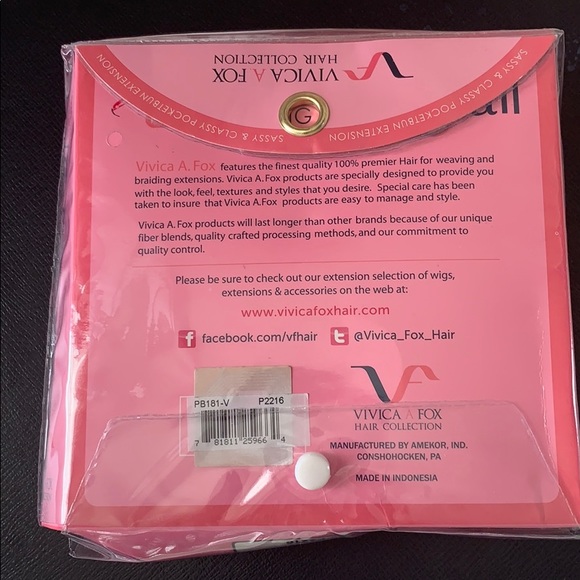 VIVICA A FOX
HAIR COLLECTION
SASSY & CLASSY POCKETBUN EXTENSION SASSY & CLASSY POCKETBUN EXTENSION
Vivica A. Fox features the finest quality 100% premier Hair for weaving and
braiding extensions. Vivica A. Fox products are specially designed to provide you
with the look, feel, textures and styles that you desire. Special care has been
taken to insure that Vivica A.Fox products are easy to manage and style.
Vivica A. Fox products will last longer than other brands because of our unique
fiber blends, quality crafted processing methods, and our commitment to
quality control.
Please be sure to check out our extension selection of wigs,
extensions & accessories on the web at:
www.vivicafoxhair.com
f facebook.com/vfhair t @Vivica_Fox_Hair
PB181-V P2216
7 81811 25966 4
VIVICA A FOX
HAIR COLLECTION
MANUFACTURED BY AMEKOR, IND.
CONSHOHOCKEN, PA
MADE IN INDONESIA